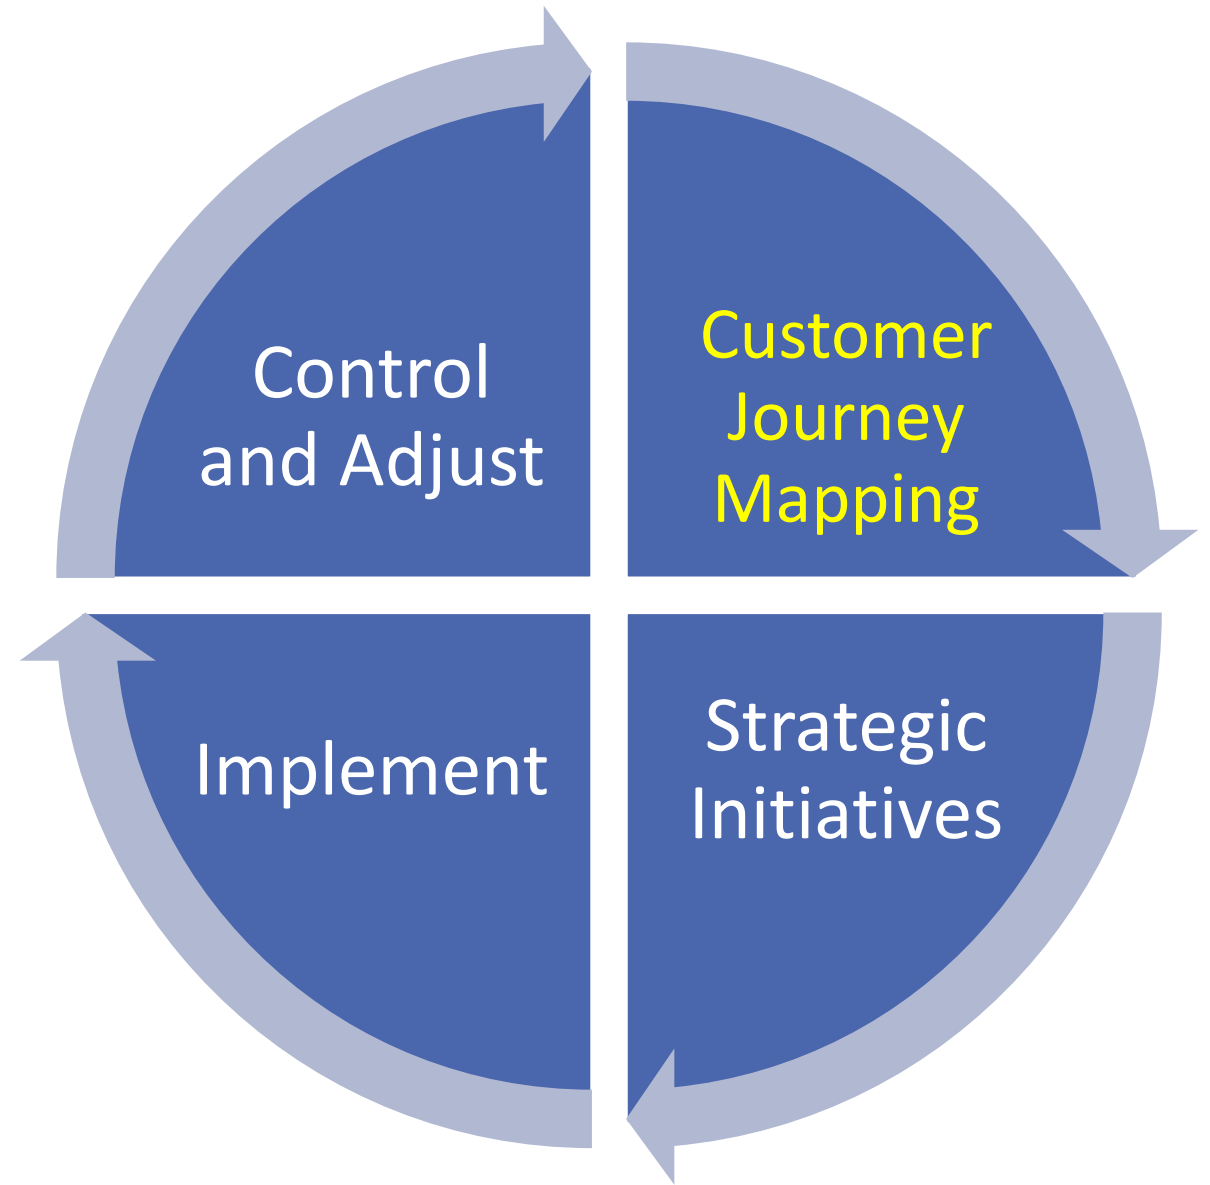 Control
and Adjust
Customer
Journey
Mapping
Implement
Strategic
Initiatives